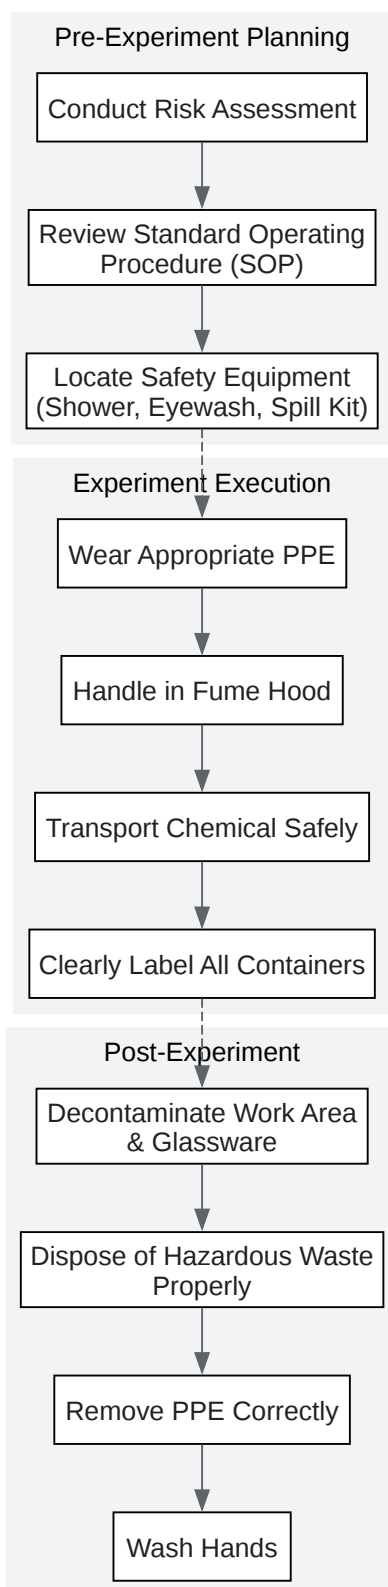 Pre-Experiment Planning
Conduct Risk Assessment
Review Standard Operating
Procedure (SOP)
Locate Safety Equipment
(Shower, Eyewash, Spill Kit)
Experiment Execution
Wear Appropriate PPE
Handle in Fume Hood
Transport Chemical Safely
Clearly Label All Containers
Post-Experiment
Decontaminate Work Area
& Glassware
Dispose of Hazardous Waste
Properly
Remove PPE Correctly
Wash Hands